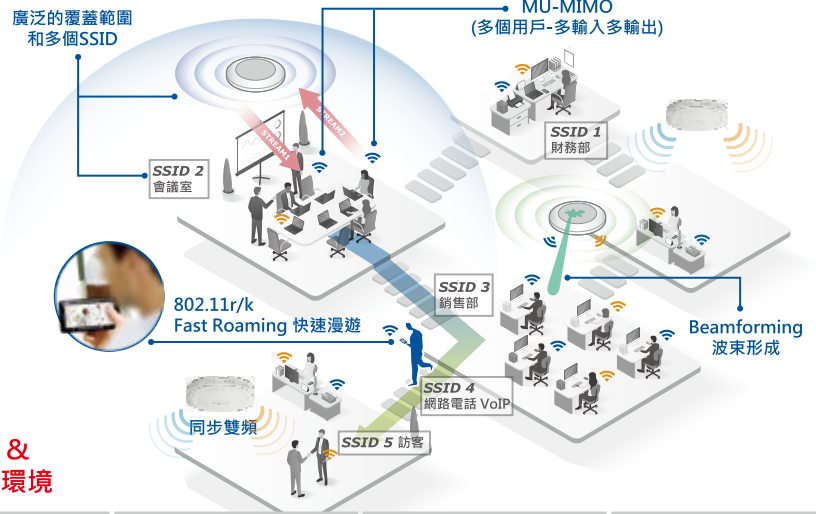 廣泛的覆蓋範圍
和多個SSID
MU-MIMO
(多個用戶-多輸入多輸出)
STREAM1
STREAM2
SSID 1
財務部
SSID 2
會議室
SSID 3
銷售部
802.11r/k
Fast Roaming 快速漫遊
Beamforming
波束形成
SSID 4
網路電話 VoIP
同步雙頻
SSID 5 訪客
&
環境